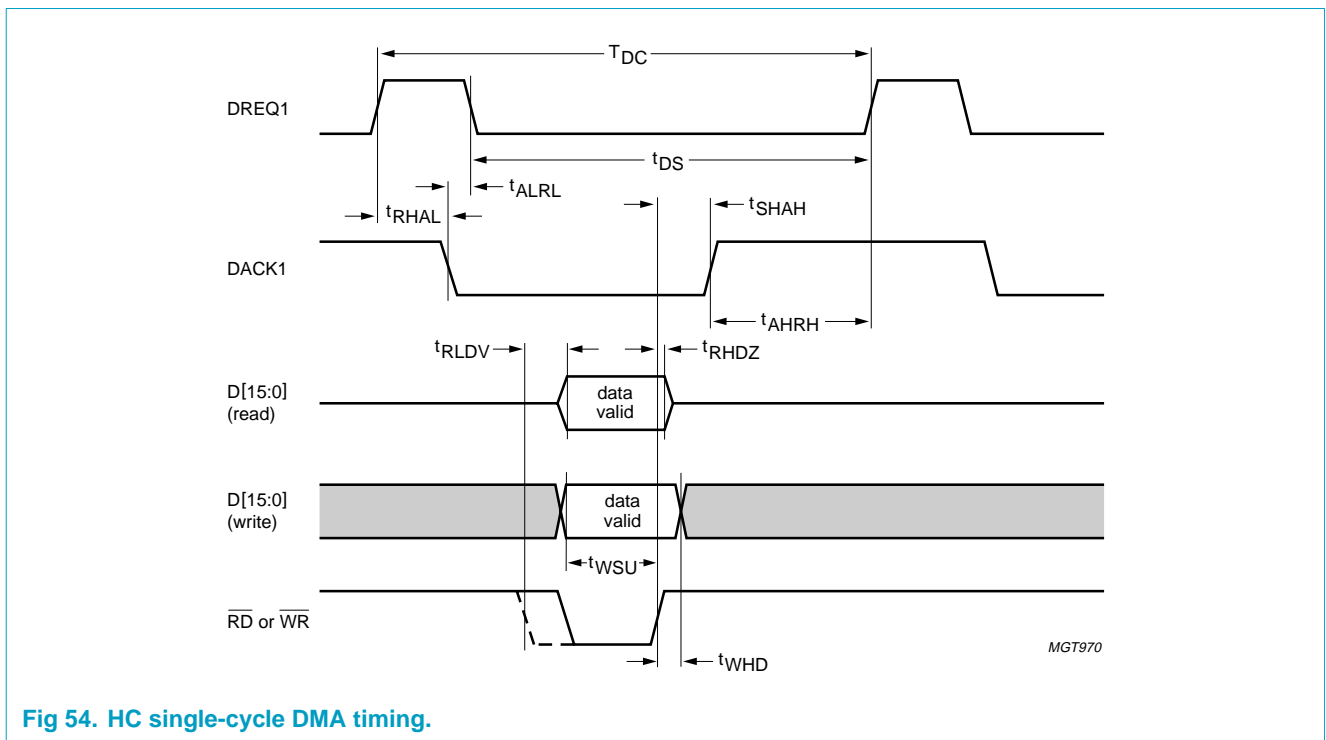 TDC
DREQ1
tDS
tALRL
tRHAL
tSHAH
DACK1
tAHRH
tRLDV
tRHDZ
D[15:0]
(read)
data
valid
D[15:0]
(write)
data
valid
tWSU
RD or WR
MGT970
tWHD
Fig 54. HC single-cycle DMA timing.